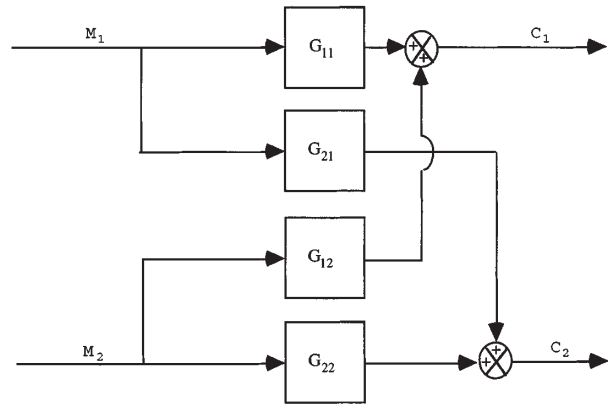 M₁
G₁₁
+
+
C₁
G₂₁
G₁₂
M₂
G₂₂
+
+
C₂